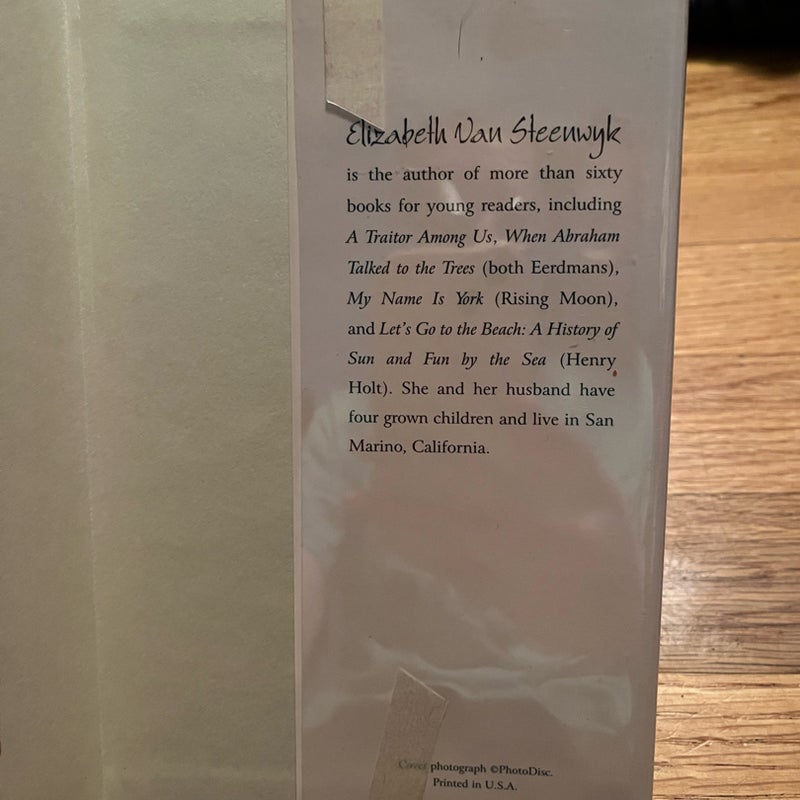 Elizabeth Van Steenwyk
is the author of more than sixty
books for young readers, including
A Traitor Among Us, When Abraham
Talked to the Trees (both Eerdmans),
My Name Is York (Rising Moon),
and Let's Go to the Beach: A History of
Sun and Fun by the Sea (Henry
Holt). She and her husband have
four grown children and live in San
Marino, California.
Cover photograph ©PhotoDisc.
Printed in U.S.A.